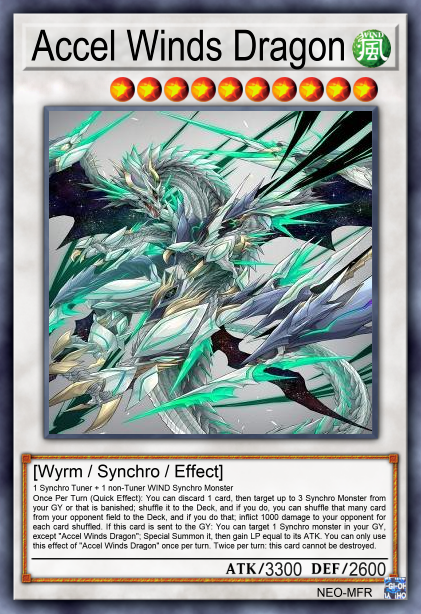 Accel Winds Dragon
WIND
風
[Wyrm / Synchro / Effect]
1 Synchro Tuner + 1 non-Tuner WIND Synchro Monster
Once Per Turn (Quick Effect): You can discard 1 card, then target up to 3 Synchro Monster from
your GY or that is banished; shuffle it to the Deck, and if you do, you can shuffle that many card
from your opponent field to the Deck, and if you do that; inflict 1000 damage to your opponent for
each card shuffled. If this card is sent to the GY: You can target 1 Synchro monster in your GY,
except "Accel Winds Dragon"; Special Summon it, then gain LP equal to its ATK. You can only use
this effect of "Accel Winds Dragon" once per turn. Twice per turn: this card cannot be destroyed.
ATK/3300 DEF/2600
NEO-MFR